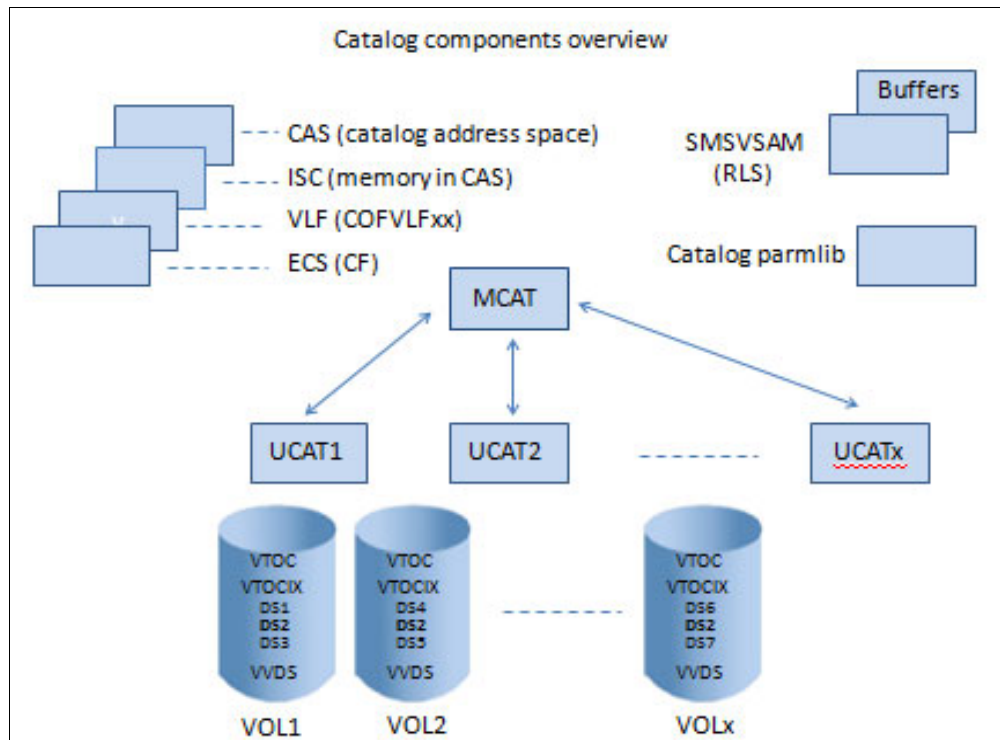 Catalog components overview
CAS (catalog address space)
ISC (memory in CAS)
VLF (COFVLFxx)
ECS (CF)
Buffers
SMSVSAM
(RLS)
Catalog parmlib
MCAT
UCAT1
UCAT2
UCATx
VTOC
VTOCIX
DS1
DS2
DS3
VVDS
VOL1
VTOC
VTOCIX
DS4
DS2
DS5
VVDS
VOL2
VTOC
VTOCIX
DS6
DS2
DS7
VVDS
VOLx